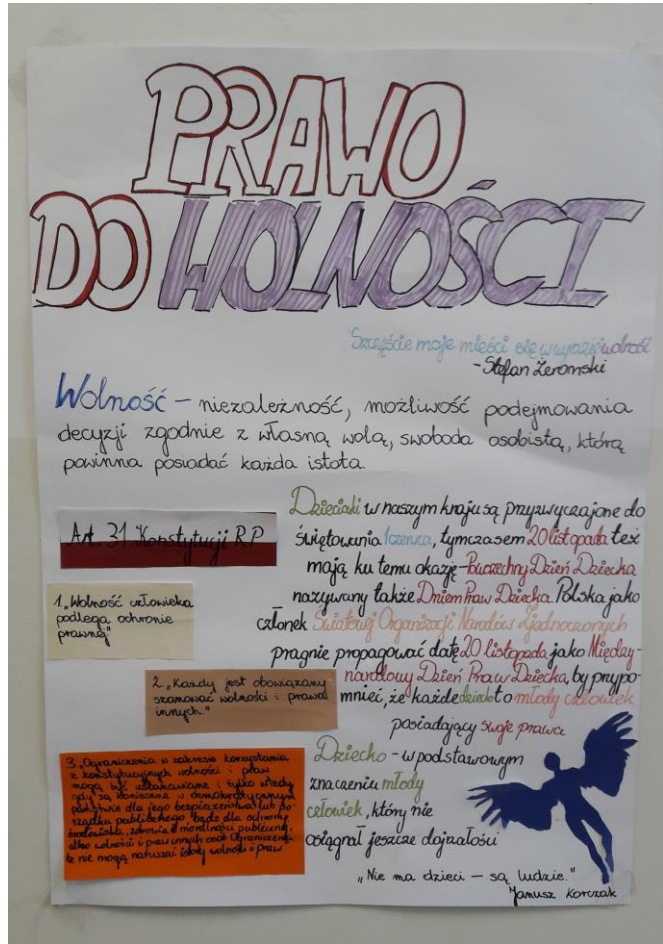 PRAWO
DO WOLNOŚCI
Szczęście moje mieści się w wyrazie wolność
- Stefan Żeromski
Wolność – niezależność, możliwość podejmowania
decyzji zgodnie z własną wolą, swoboda osobista, którą
powinna posiadać każda istota.
Art. 31 Konstytucji R.P
1. „Wolność człowieka
podlega ochronie
prawnej"
2. „Każdy jest obowiązany
szanować wolności i prawa
innych."
3. „Ograniczenia w zakresie korzystania
z konstytucyjnych wolności i praw
mogą być ustanawiane i tylko wtedy
gdy są konieczne w demokratycznym
państwie dla jego bezpieczeństwa lub po-
rządku publicznego, bądź dla ochrony
środowiska, zdrowia i moralności publicznej,
albo wolności i praw innych osób. Ograniczenia
te nie mogą naruszać istoty wolności i praw
Dzieciaki w naszym kraju są przyzwyczajone do
świętowania 1 czerwca, tymczasem 20 listopada też
mają ku temu okazję – Powszechny Dzień Dziecka
nazywany także Dniem Praw Dziecka. Polska jako
członek Światowej Organizacji Narodów Zjednoczonych
pragnie propagować datę 20 listopada jako Między-
narodowy Dzień Praw Dziecka, by przypo-
mnieć, że każde dziecko to młody człowiek
posiadający swoje prawa
Dziecko - w podstawowym
znaczeniu młody
człowiek, który nie
osiągnął jeszcze dojrzałości
„Nie ma dzieci – są ludzie."
Janusz Korczak